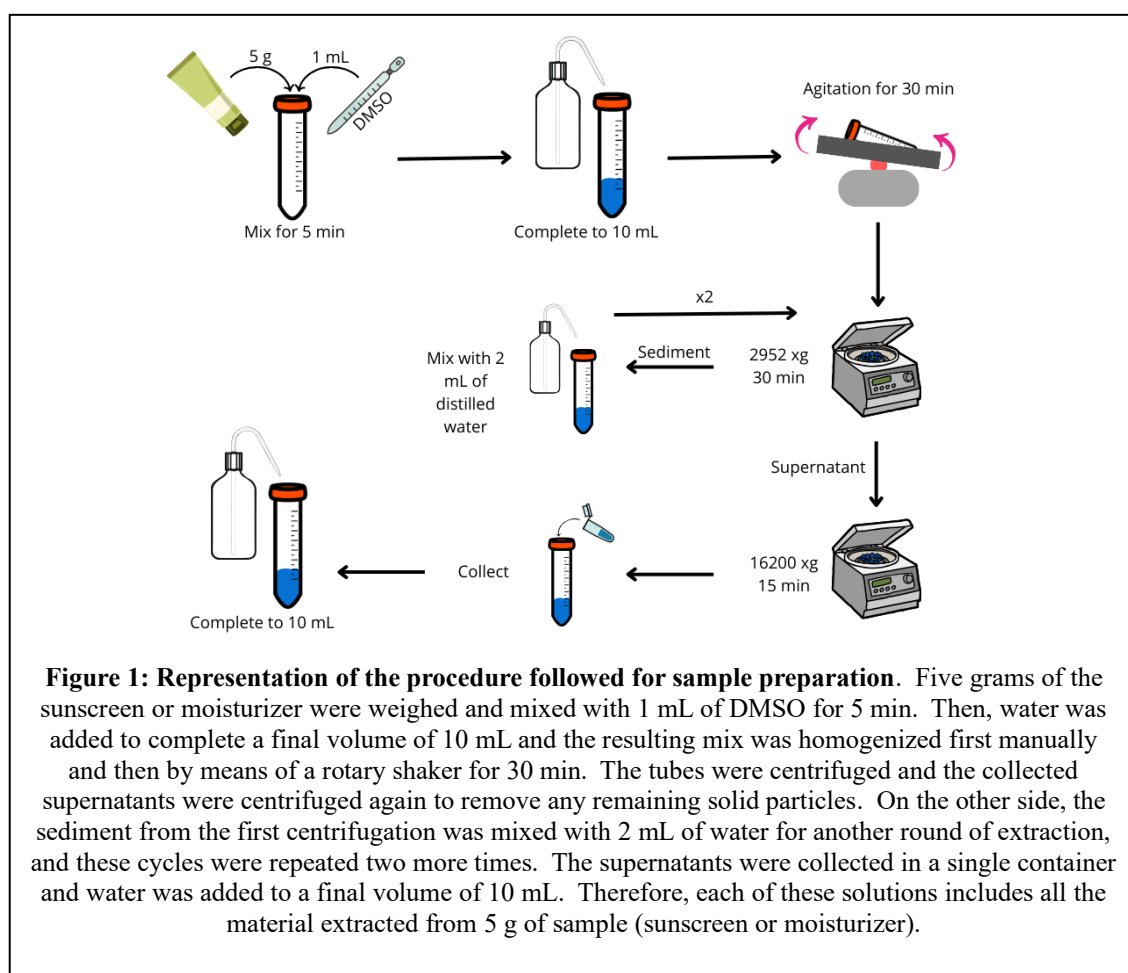 5 g
1 mL
DMSO
Mix for 5 min
Complete to 10 mL
Agitation for 30 min
x2
Mix with 2
mL of
distilled
water
Sediment
2952 xg
30 min
Supernatant
16200 xg
15 min
Collect
Complete to 10 mL
Figure 1: Representation of the procedure followed for sample preparation. Five grams of the
sunscreen or moisturizer were weighed and mixed with 1 mL of DMSO for 5 min. Then, water was
added to complete a final volume of 10 mL and the resulting mix was homogenized first manually
and then by means of a rotary shaker for 30 min. The tubes were centrifuged and the collected
supernatants were centrifuged again to remove any remaining solid particles. On the other side, the
sediment from the first centrifugation was mixed with 2 mL of water for another round of extraction,
and these cycles were repeated two more times. The supernatants were collected in a single container
and water was added to a final volume of 10 mL. Therefore, each of these solutions includes all the
material extracted from 5 g of sample (sunscreen or moisturizer).